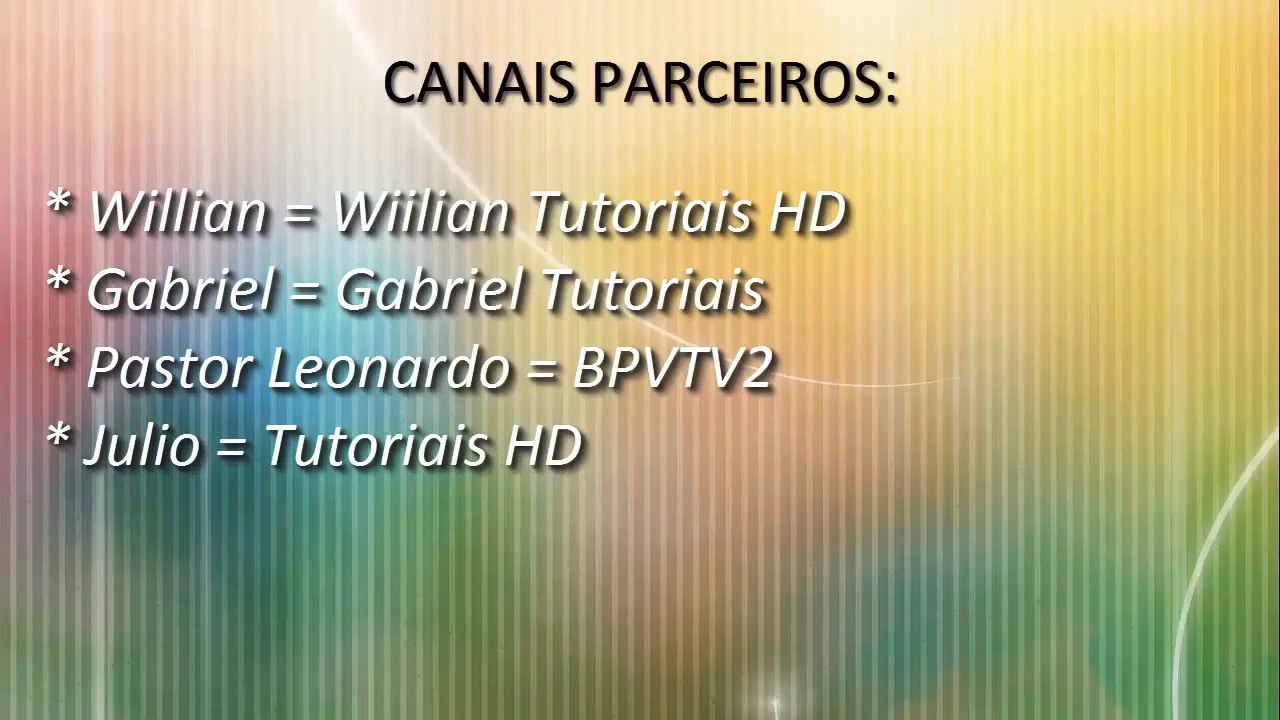 CANAIS PARCEIROS:
* Willian = Wiilian Tutoriais HD
* Gabriel = Gabriel Tutoriais
* Pastor Leonardo = BPVTV2
* Julio = Tutoriais HD